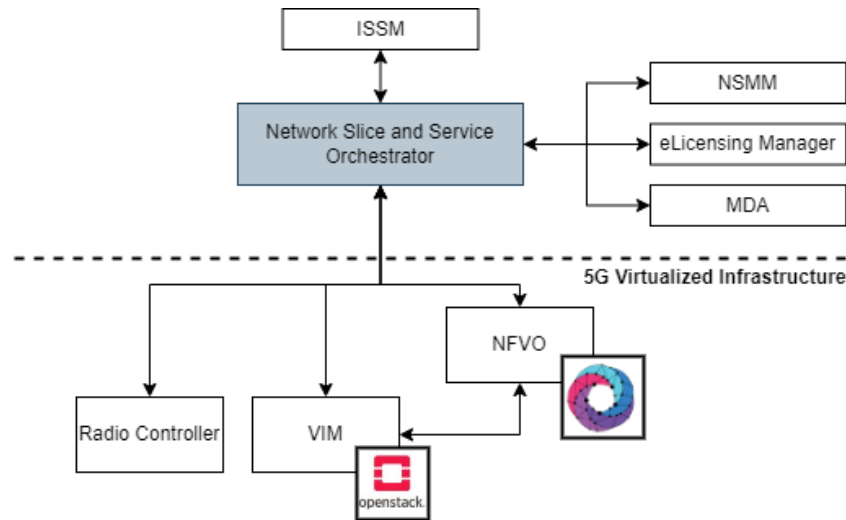 ISSM
Network Slice and Service
Orchestrator
NSMM
eLicensing Manager
MDA
5G Virtualized Infrastructure
NFVO
Radio Controller
VIM
openstack.